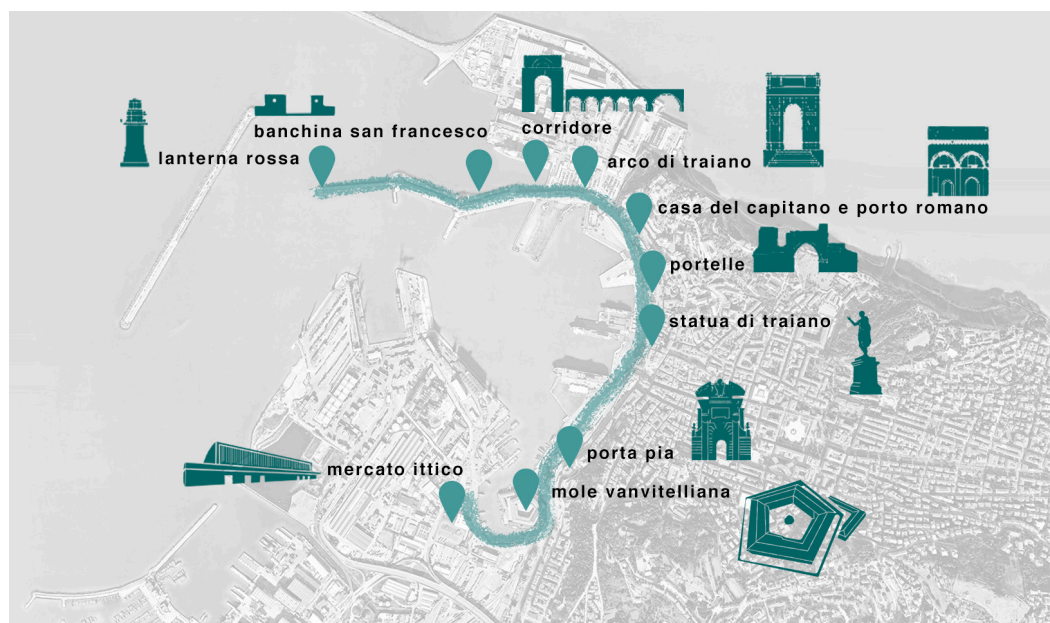 banchina san francesco
corridore
lanterna rossa
arco di traiano
casa del capitano e porto romano
portelle
statua di traiano
porta pia
mercato ittico
mole vanvitelliana